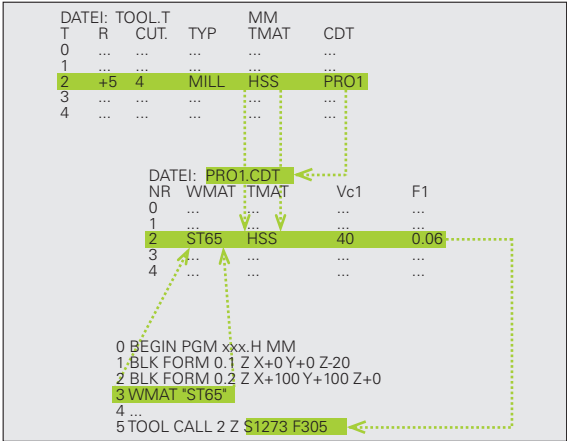 DATEI: TOOL.T MM
T R CUT. TYP TMAT CDT
0 ... ... ... ... ...
1 ... ... ... ... ...
2 +5 4 MILL HSS PRO1
3 ... ... ... ... ...
4 ... ... ... ... ...
DATEI: PRO1.CDT
NR WMAT TMAT Vc1 F1
0 ... ... ... ...
1 ... ... ... ...
2 ST65 HSS 40 0.06
3 ... ... ... ...
4 ... ... ... ...
0 BEGIN PGM xxx.H MM
1 BLK FORM 0.1 Z X+0 Y+0 Z-20
2 BLK FORM 0.2 Z X+100 Y+100 Z+0
3 WMAT "ST65"
4 ...
5 TOOL CALL 2 Z S1273 F305